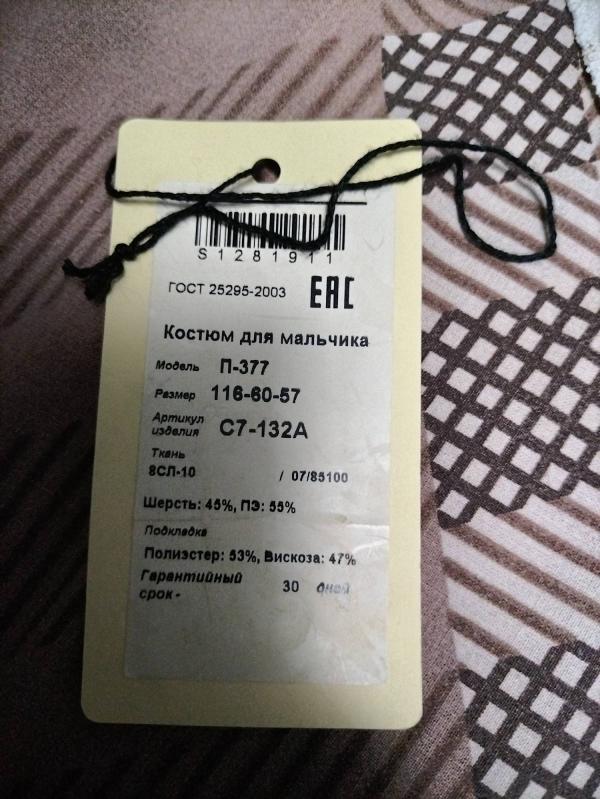 S1281911
ГОСТ 25295-2003 ЕАС
Костюм для мальчика
Модель П-377
Размер 116-60-57
Артикул изделия С7-132А
Ткань
8СЛ-10 / 07/85100
Шерсть: 45%, ПЭ: 55%
Подкладка
Полиэстер: 53%, Вискоза: 47%
Гарантийный срок - 30 дней